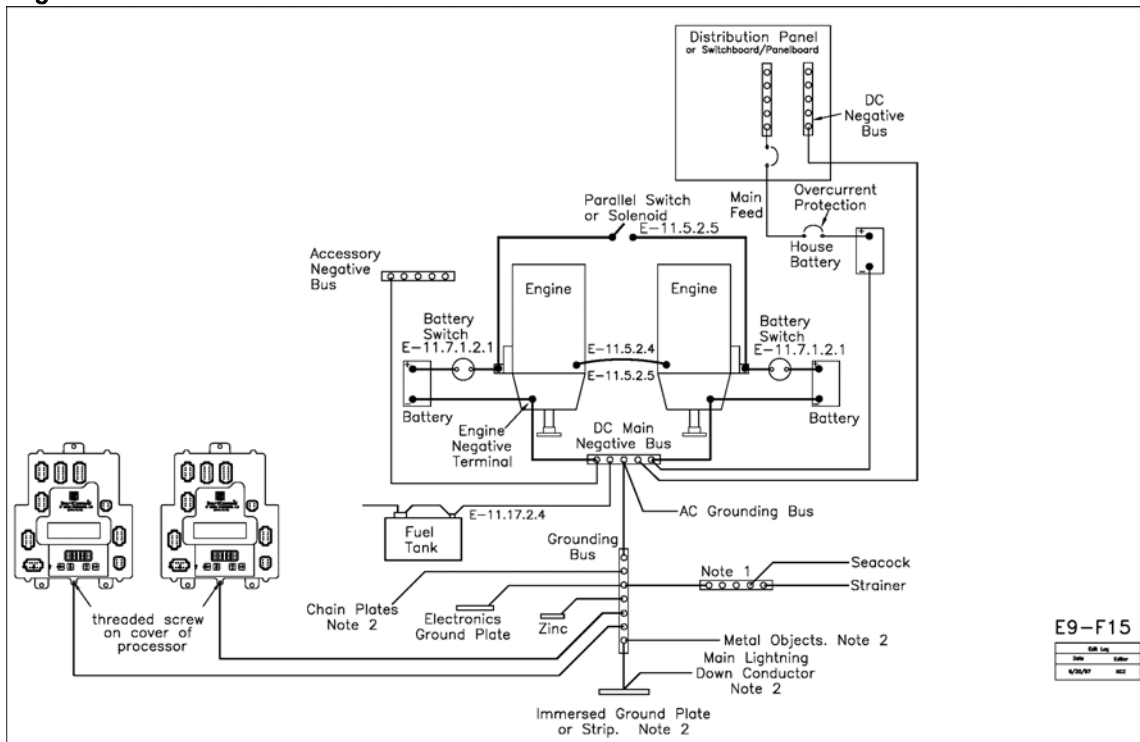 Distribution Panel
or Switchboard/Panelboard
DC
Negative
Bus
Main
Feed
Overcurrent
Protection
House
Battery
+
−
Parallel Switch
or Solenoid
E-11.5.2.5
Accessory
Negative
Bus
Engine
Engine
Battery
Switch
E-11.7.1.2.1
Battery
Switch
E-11.7.1.2.1
E-11.5.2.4
E-11.5.2.5
+
−
Battery
+
−
Battery
Engine
Negative
Terminal
DC Main
Negative Bus
AC Grounding Bus
E-11.17.2.4
Fuel
Tank
Grounding
Bus
Note 1
Seacock
Strainer
Chain Plates
Note 2
Electronics
Ground Plate
Zinc
threaded screw
on cover of
processor
Metal Objects. Note 2
Main Lightning
Down Conductor
Note 2
Immersed Ground Plate
or Strip. Note 2
E9-F15
Edit Log
Date Editor